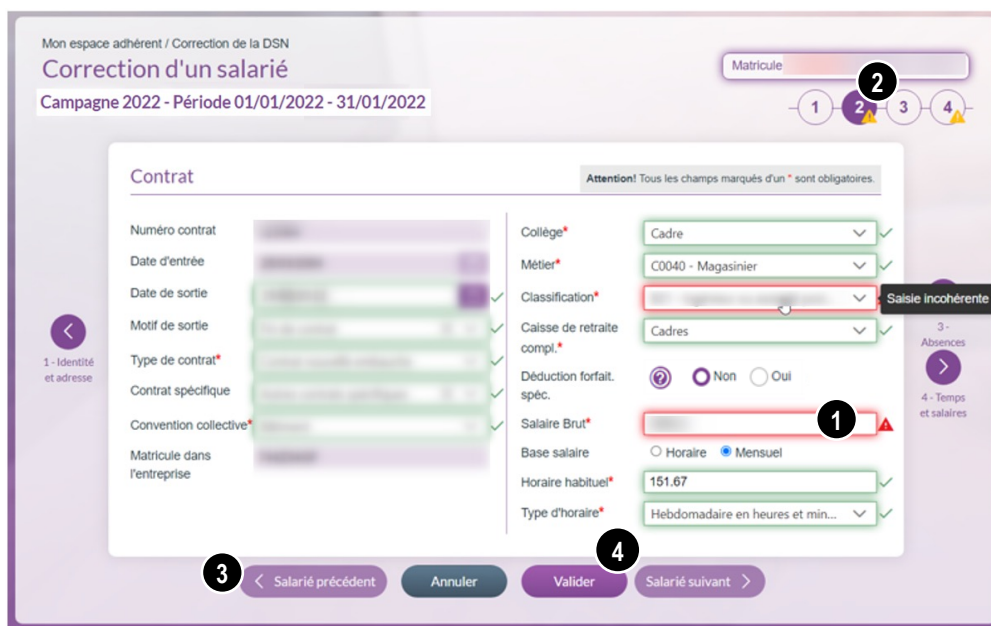 Mon espace adhérent / Correction de la DSN
Correction d'un salarié
Campagne 2022 - Période 01/01/2022 - 31/01/2022
Matricule
2
1 2 3 4
Contrat
Attention! Tous les champs marqués d'un * sont obligatoires.
Numéro contrat
Date d'entrée
Date de sortie
Motif de sortie
Type de contrat*
Contrat spécifique
Convention collective*
Matricule dans
l'entreprise
Collège* Cadre
Métier* C0040 - Magasinier
Classification*
Saisie incohérente
Caisse de retraite
compl.* Cadres
Déduction forfait.
spéc. ? Non Oui
Salaire Brut* 1
Base salaire Horaire Mensuel
Horaire habituel* 151.67
Type d'horaire* Hebdomadaire en heures et min...
1 - Identité
et adresse
3 -
Absences
4 - Temps
et salaires
3 Salarié précédent Annuler 4 Valider Salarié suivant